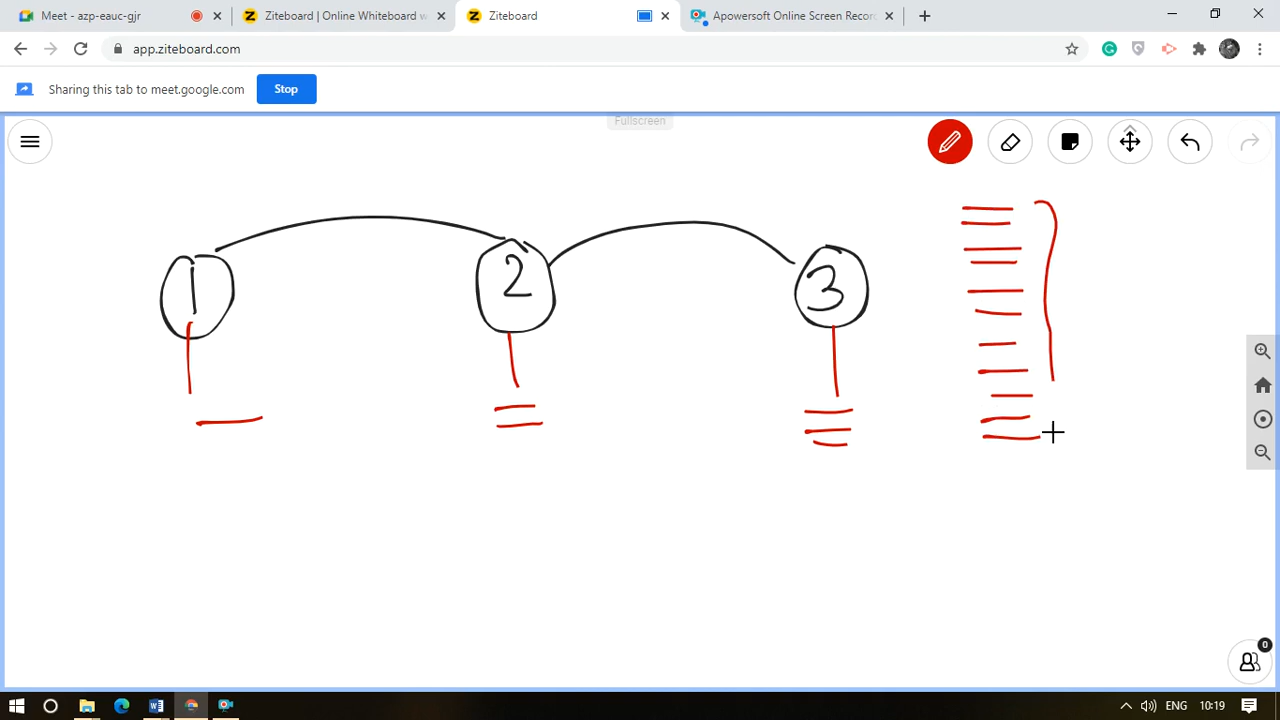 Meet - azp-eauc-gjr
Ziteboard | Online Whiteboard w
Ziteboard
Apowersoft Online Screen Recor
app.ziteboard.com
Sharing this tab to meet.google.com
Stop
Fullscreen
1
2
3
0
ENG
10:19